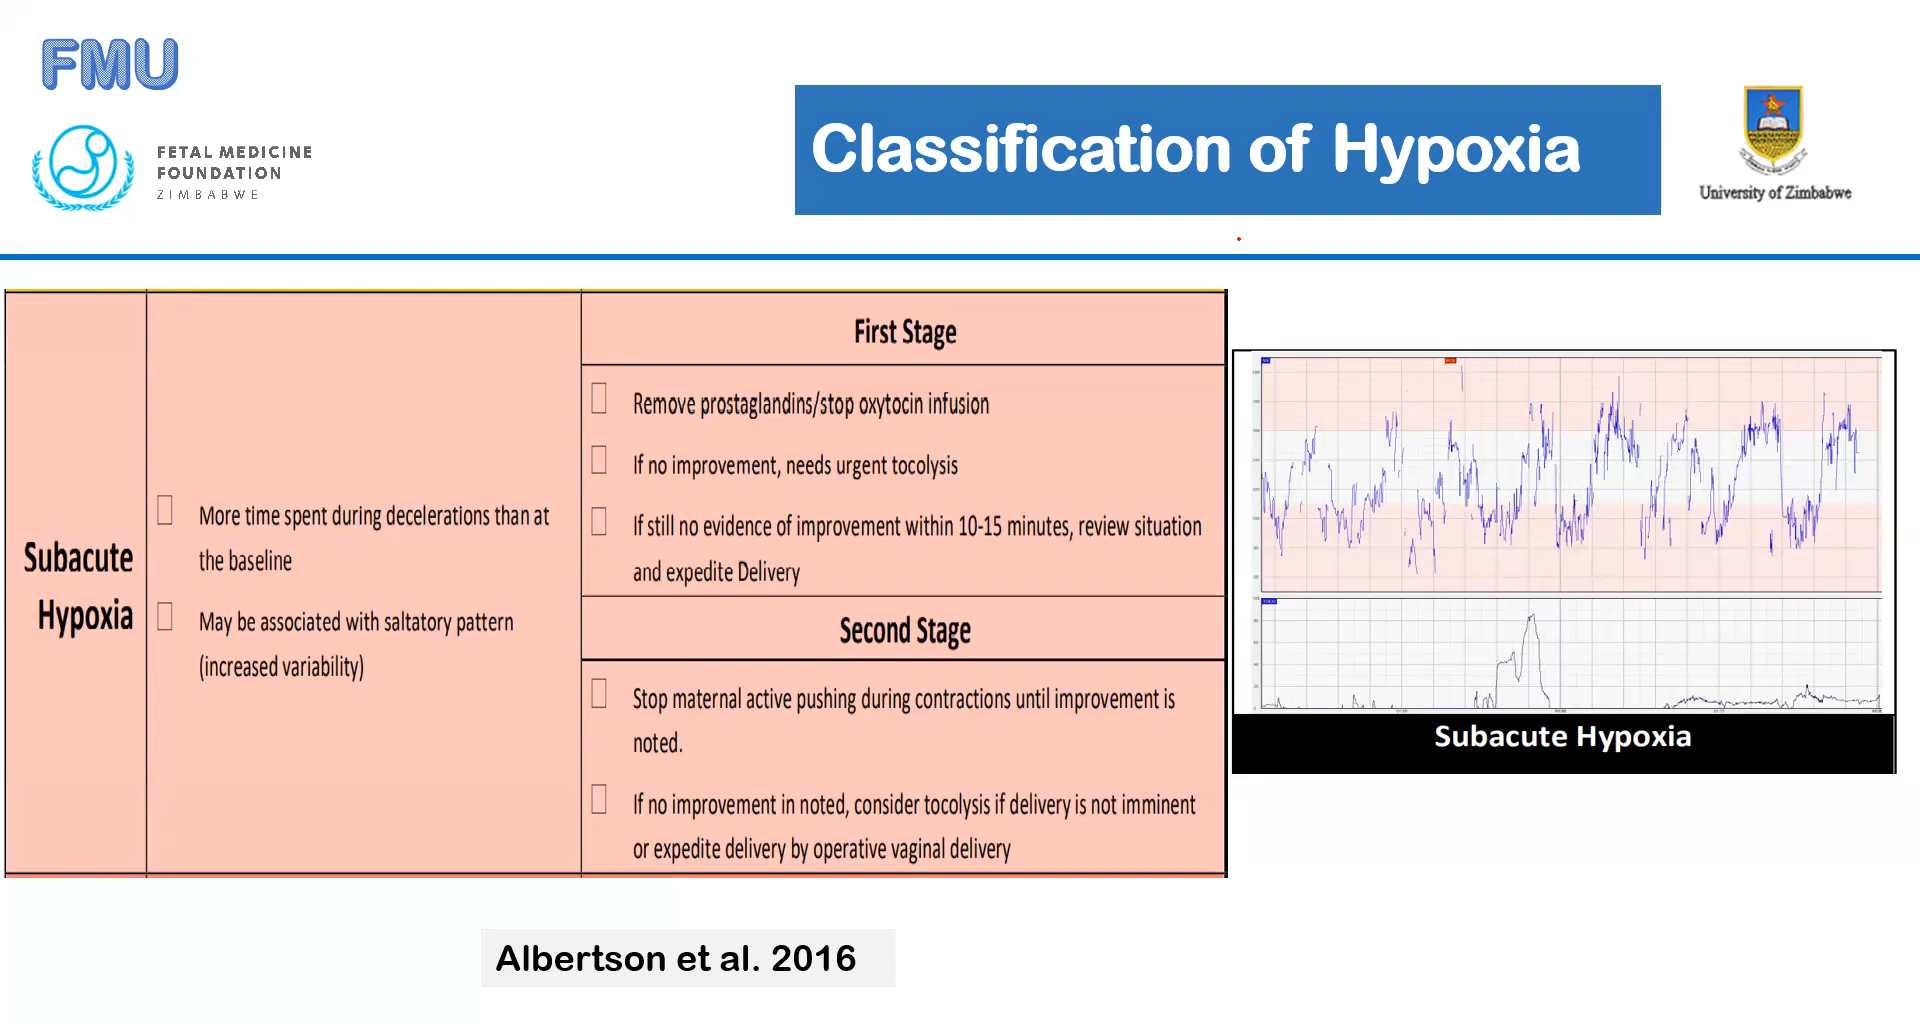 FMU
FETAL MEDICINE
FOUNDATION
ZIMBABWE
Classification of Hypoxia
University of Zimbabwe
Subacute
Hypoxia
More time spent during decelerations than at
the baseline
May be associated with saltatory pattern
(increased variability)
First Stage
Remove prostaglandins/stop oxytocin infusion
If no improvement, needs urgent tocolysis
If still no evidence of improvement within 10-15 minutes, review situation
and expedite Delivery
Second Stage
Stop maternal active pushing during contractions until improvement is
noted.
If no improvement in noted, consider tocolysis if delivery is not imminent
or expedite delivery by operative vaginal delivery
Subacute Hypoxia
Albertson et al. 2016